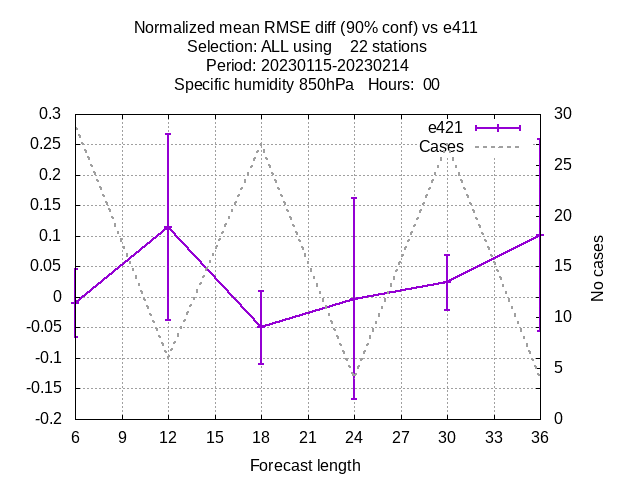 Normalized mean RMSE diff (90% conf) vs e411
Selection: ALL using    22 stations
Period: 20230115-20230214
Specific humidity 850hPa   Hours:  00
e421
Cases
0.3
0.25
0.2
0.15
0.1
0.05
0
-0.05
-0.1
-0.15
-0.2
30
25
20
15
10
5
0
No cases
6 9 12 15 18 21 24 27 30 33 36
Forecast length